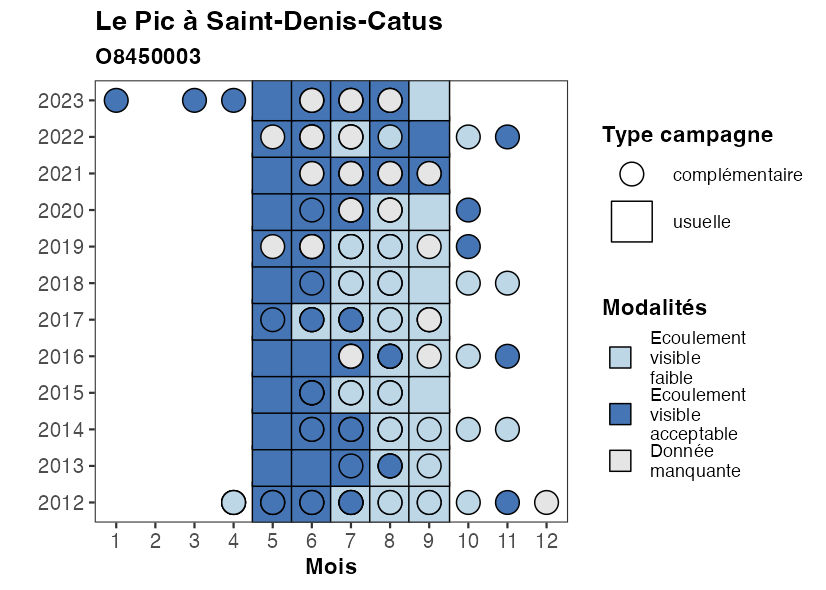 Le Pic à Saint-Denis-Catus
O8450003
2023
2022
2021
2020
2019
2018
2017
2016
2015
2014
2013
2012
1 2 3 4 5 6 7 8 9 10 11 12
Mois
Type campagne
complémentaire
usuelle
Modalités
Ecoulement
visible
faible
Ecoulement
visible
acceptable
Donnée
manquante